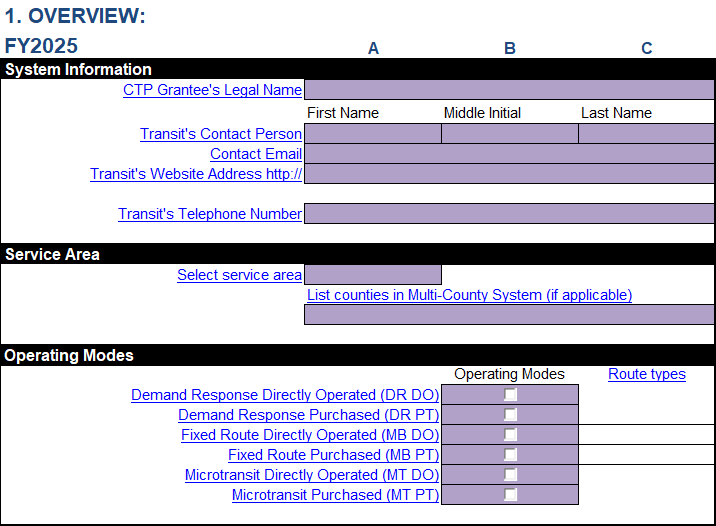 1. OVERVIEW:
FY2025 A B C
System Information
CTP Grantee's Legal Name
First Name Middle Initial Last Name
Transit's Contact Person
Contact Email
Transit's Website Address http://
Transit's Telephone Number
Service Area
Select service area
List counties in Multi-County System (if applicable)
Operating Modes
Operating Modes Route types
Demand Response Directly Operated (DR DO)
Demand Response Purchased (DR PT)
Fixed Route Directly Operated (MB DO)
Fixed Route Purchased (MB PT)
Microtransit Directly Operated (MT DO)
Microtransit Purchased (MT PT)